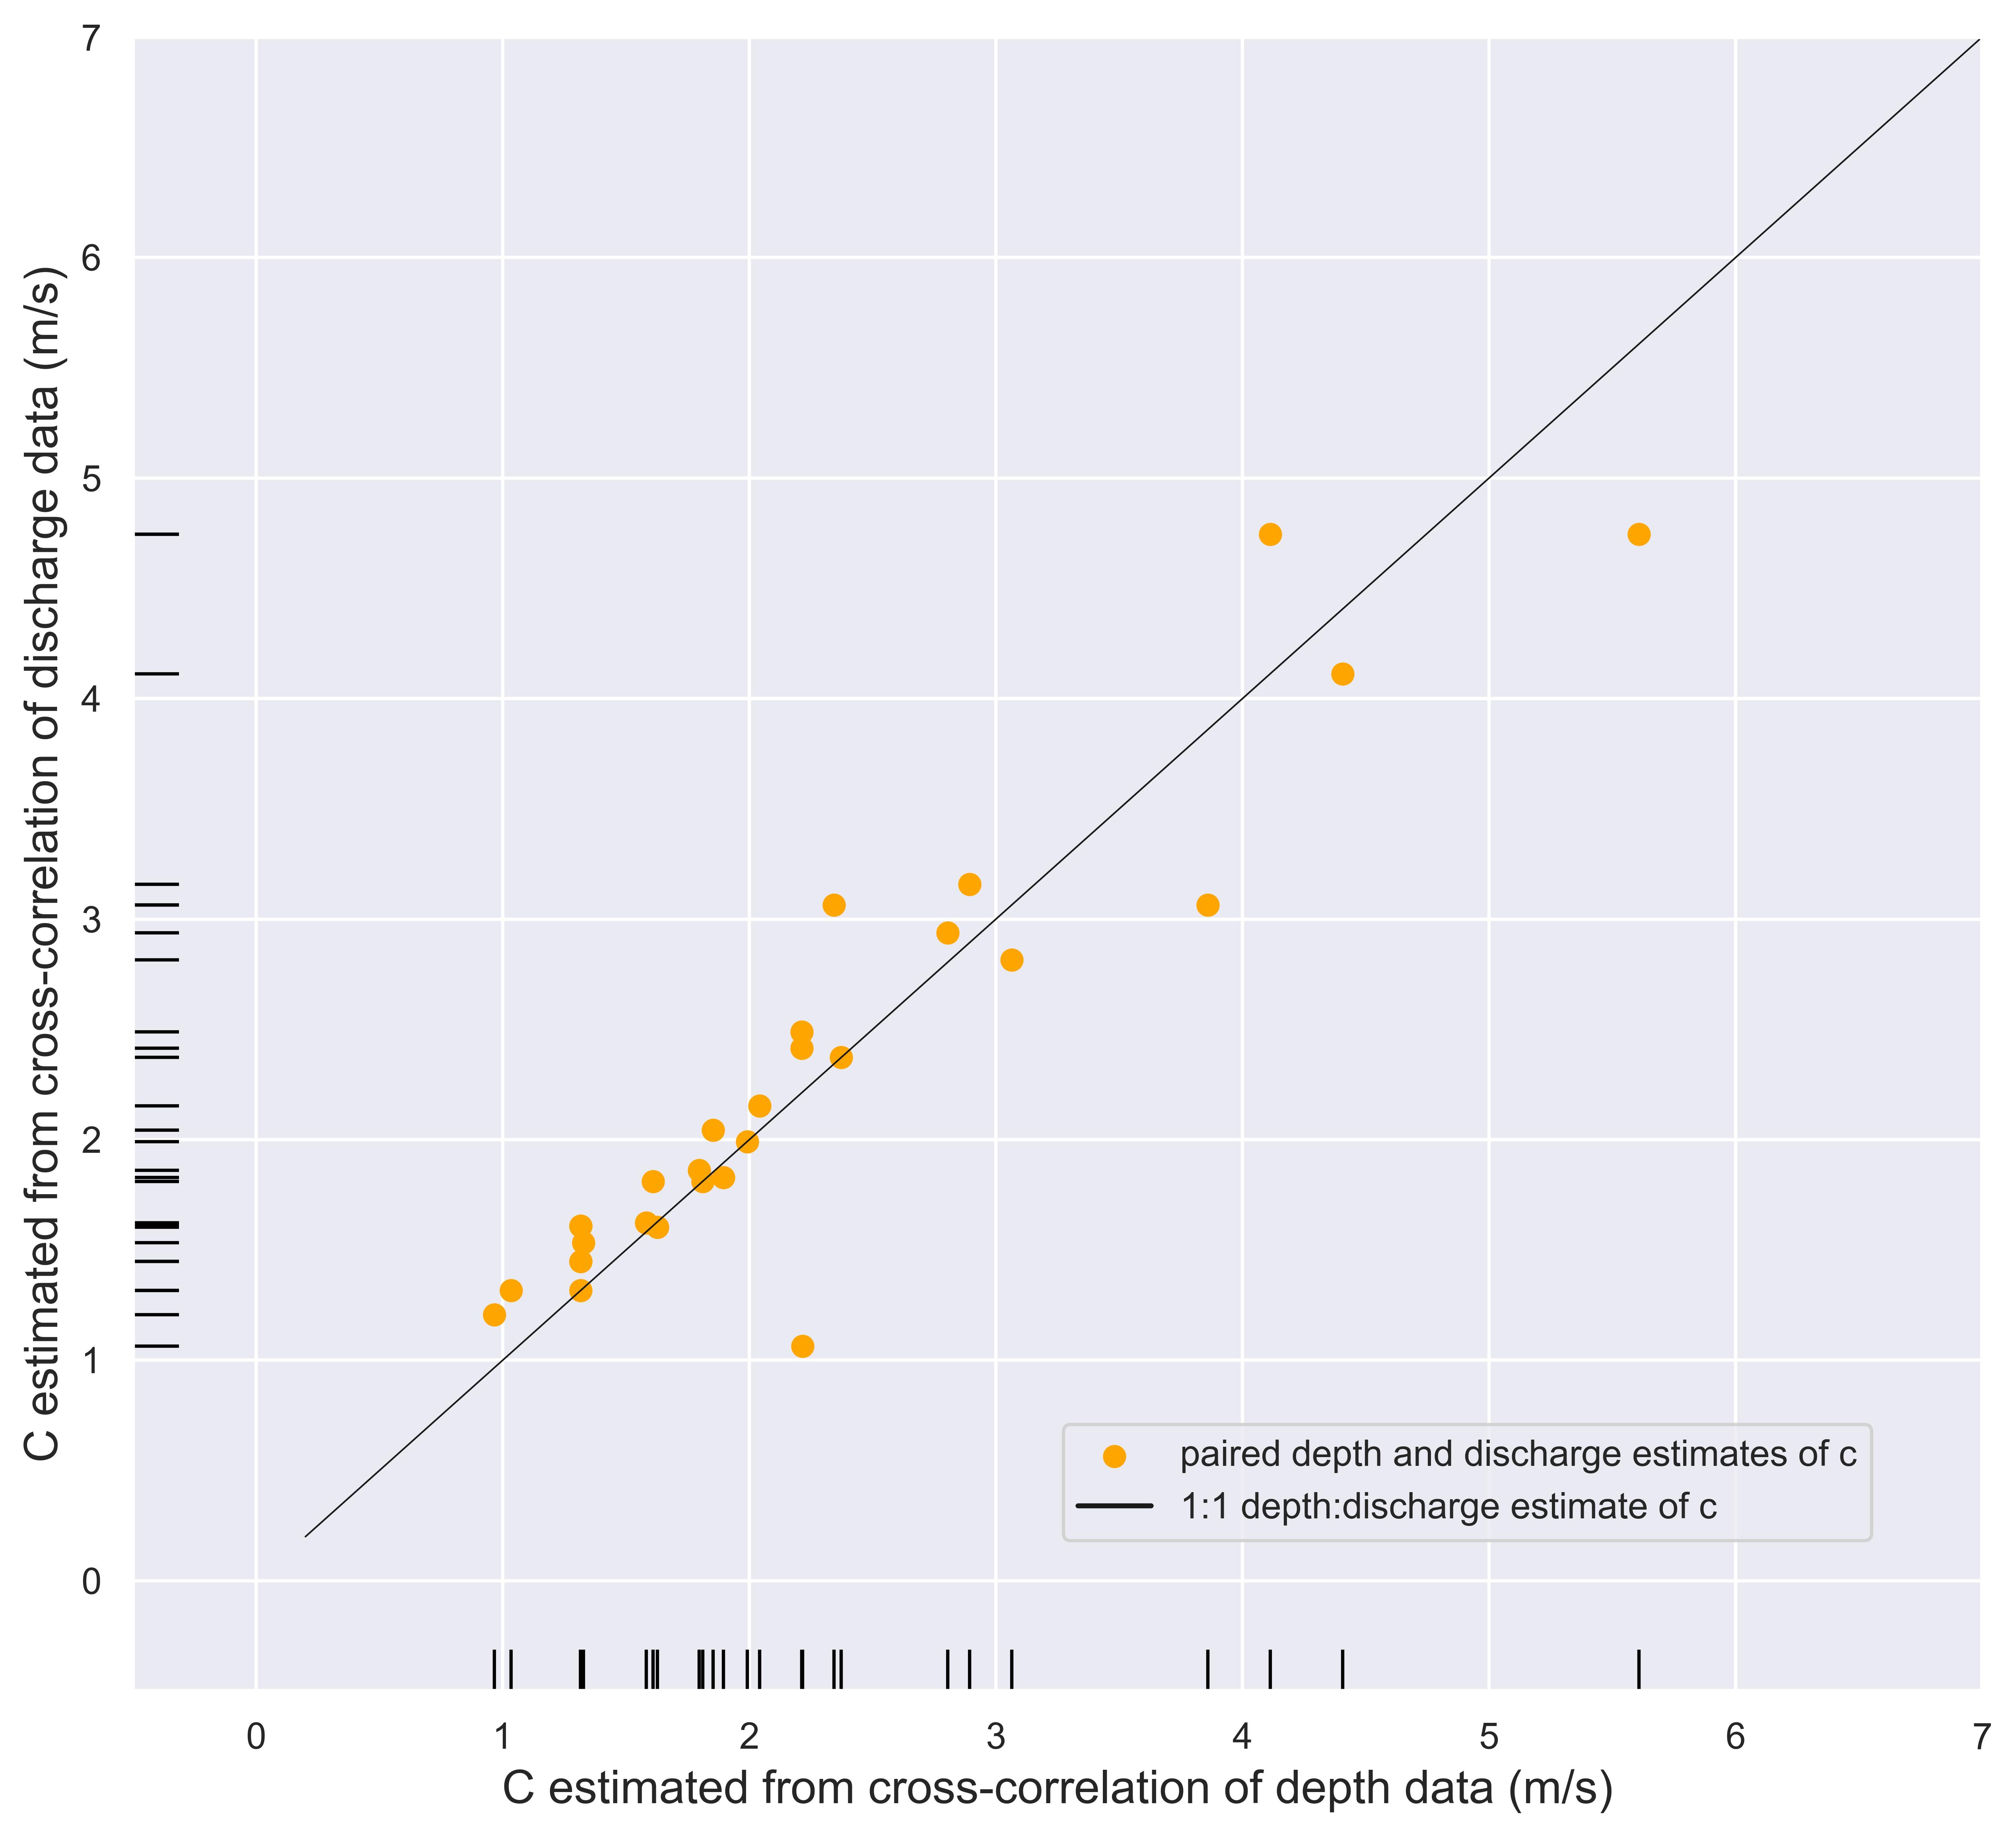 7
6
5
4
3
2
1
0
C estimated from cross-correlation of discharge data (m/s)
paired depth and discharge estimates of c
1:1 depth:discharge estimate of c
0 1 2 3 4 5 6 7
C estimated from cross-correlation of depth data (m/s)